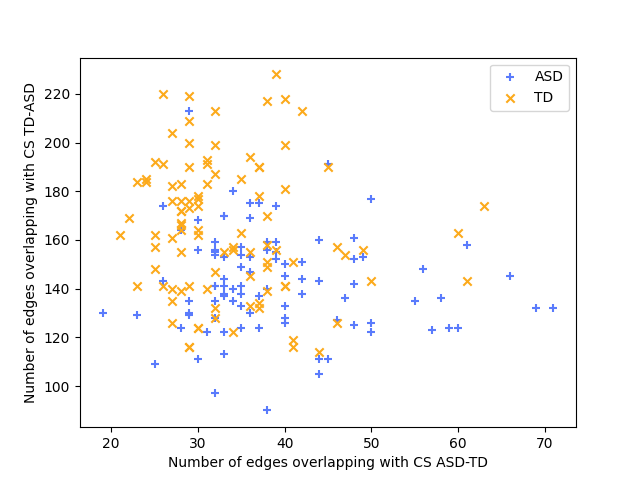 ASD
TD
220
200
180
160
140
120
100
Number of edges overlapping with CS TD-ASD
20 30 40 50 60 70
Number of edges overlapping with CS ASD-TD